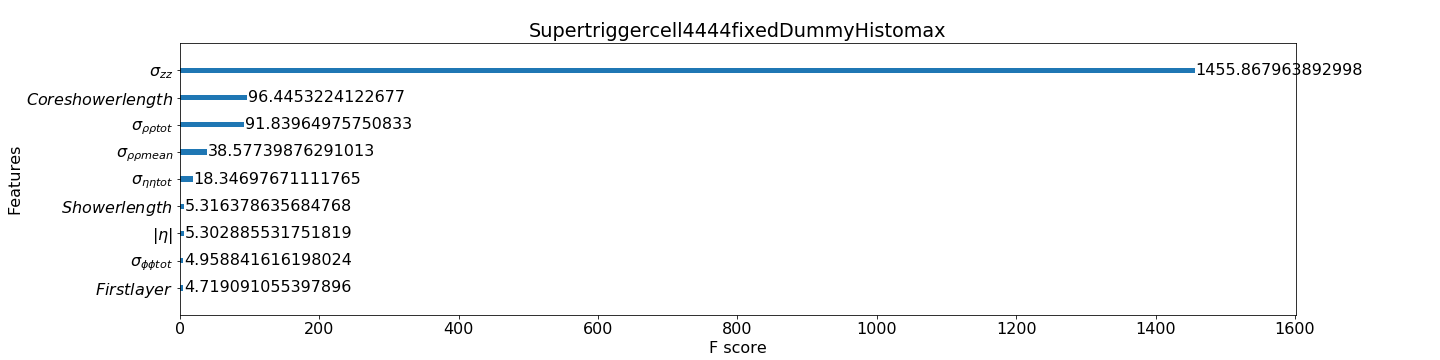 Supertriggercell4444fixedDummyHistomax
σzz 1455.867963892998
Coreshowerlength 96.4453224122677
σρρtot 91.83964975750833
σρρmean 38.57739876291013
σηηtot 18.34697671111765
Showerlength 5.316378635684768
|η| 5.302885531751819
σϕϕtot 4.958841616198024
Firstlayer 4.719091055397896
0 200 400 600 800 1000 1200 1400 1600
F score
Features